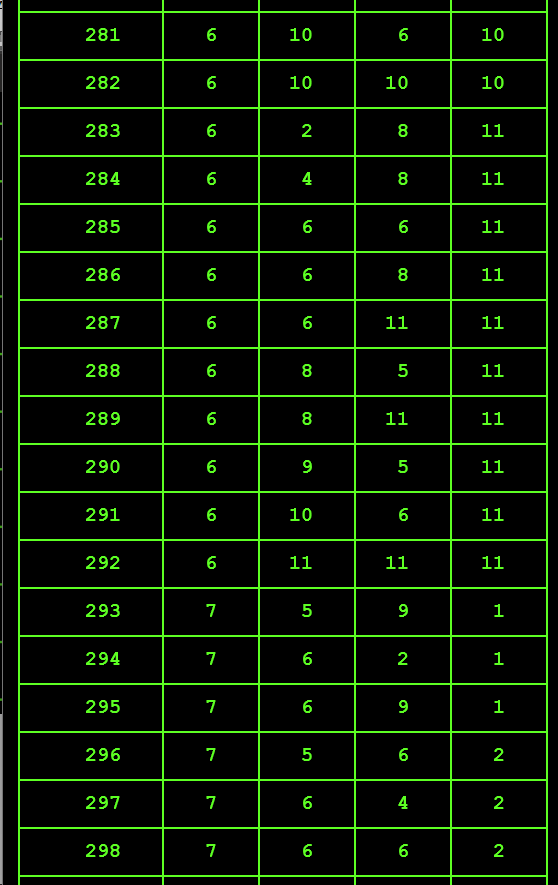 281 6 10 6 10
282 6 10 10 10
283 6 2 8 11
284 6 4 8 11
285 6 6 6 11
286 6 6 8 11
287 6 6 11 11
288 6 8 5 11
289 6 8 11 11
290 6 9 5 11
291 6 10 6 11
292 6 11 11 11
293 7 5 9 1
294 7 6 2 1
295 7 6 9 1
296 7 5 6 2
297 7 6 4 2
298 7 6 6 2